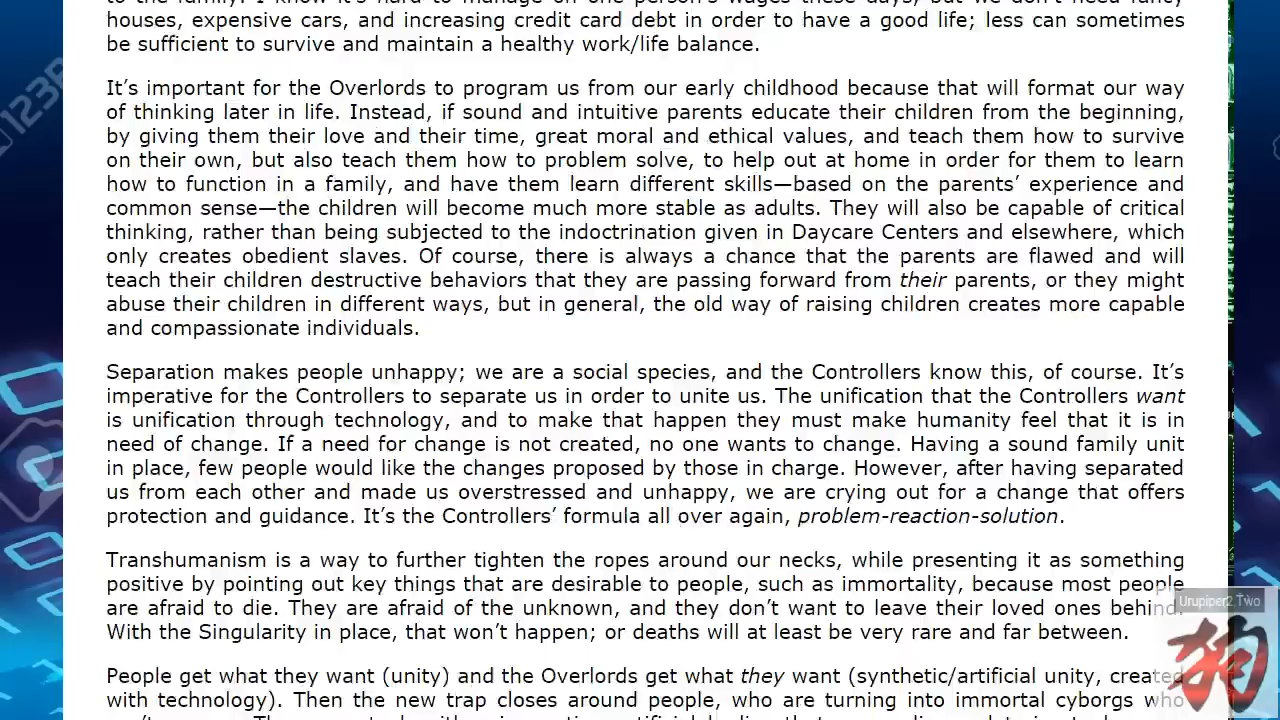 houses, expensive cars, and increasing credit card debt in order to have a good life; less can sometimes
be sufficient to survive and maintain a healthy work/life balance.
It’s important for the Overlords to program us from our early childhood because that will format our way
of thinking later in life. Instead, if sound and intuitive parents educate their children from the beginning,
by giving them their love and their time, great moral and ethical values, and teach them how to survive
on their own, but also teach them how to problem solve, to help out at home in order for them to learn
how to function in a family, and have them learn different skills—based on the parents’ experience and
common sense—the children will become much more stable as adults. They will also be capable of critical
thinking, rather than being subjected to the indoctrination given in Daycare Centers and elsewhere, which
only creates obedient slaves. Of course, there is always a chance that the parents are flawed and will
teach their children destructive behaviors that they are passing forward from their parents, or they might
abuse their children in different ways, but in general, the old way of raising children creates more capable
and compassionate individuals.
Separation makes people unhappy; we are a social species, and the Controllers know this, of course. It’s
imperative for the Controllers to separate us in order to unite us. The unification that the Controllers want
is unification through technology, and to make that happen they must make humanity feel that it is in
need of change. If a need for change is not created, no one wants to change. Having a sound family unit
in place, few people would like the changes proposed by those in charge. However, after having separated
us from each other and made us overstressed and unhappy, we are crying out for a change that offers
protection and guidance. It’s the Controllers’ formula all over again, problem-reaction-solution.
Transhumanism is a way to further tighten the ropes around our necks, while presenting it as something
positive by pointing out key things that are desirable to people, such as immortality, because most people
are afraid to die. They are afraid of the unknown, and they don’t want to leave their loved ones behind.
With the Singularity in place, that won’t happen; or deaths will at least be very rare and far between.
People get what they want (unity) and the Overlords get what they want (synthetic/artificial unity, created
with technology). Then the new trap closes around people, who are turning into immortal cyborgs who
Urupiper2 Two
狗
123R